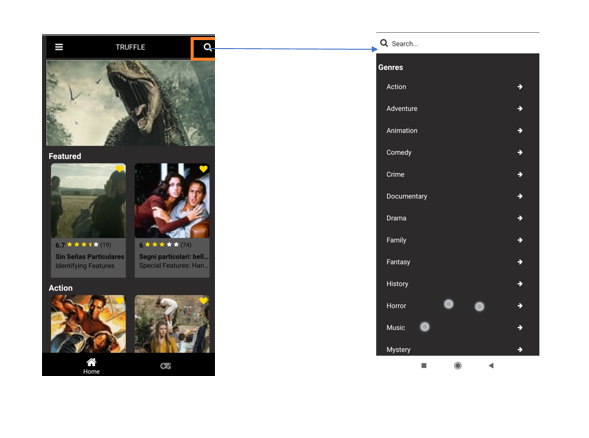 TRUFFLE
Featured
6.7 (19)
Sin Señas Particulares
Identifying Features
6 (74)
Segni particolari: bell...
Special Features: Han...
Action
Home
Search...
Genres
Action
Adventure
Animation
Comedy
Crime
Documentary
Drama
Family
Fantasy
History
Horror
Music
Mystery